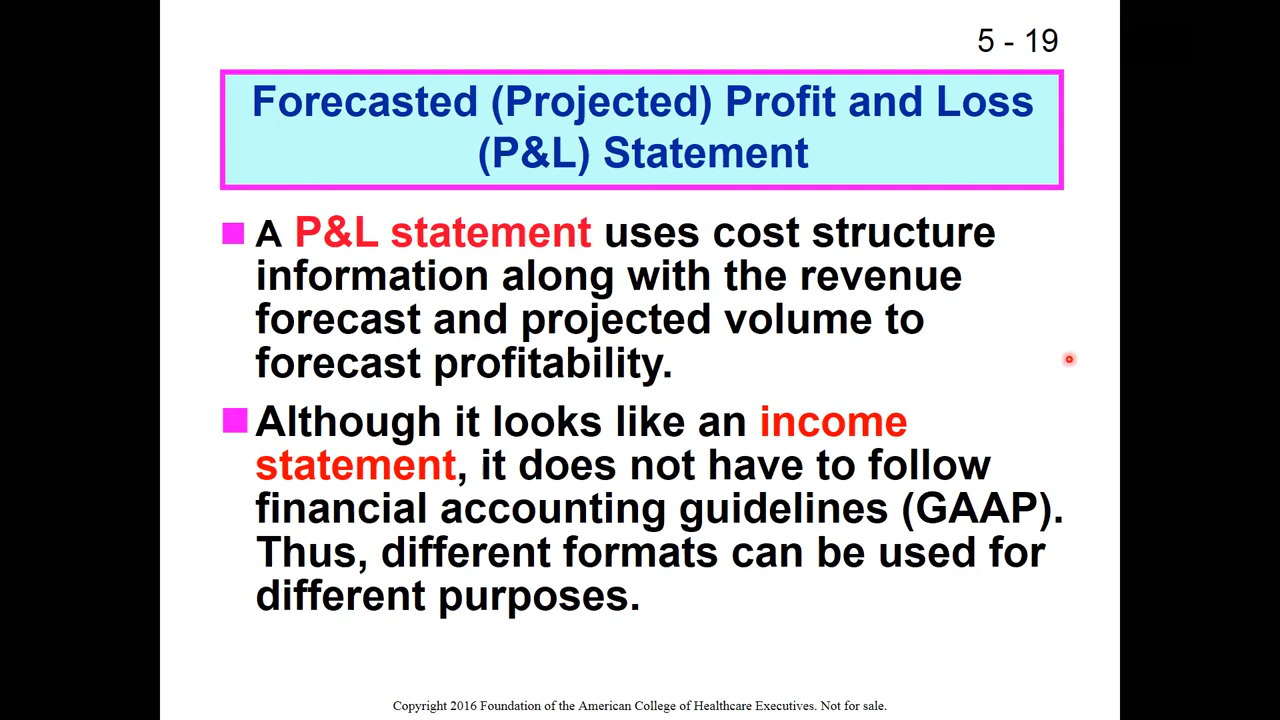 5 - 19
Forecasted (Projected) Profit and Loss
(P&L) Statement
A P&L statement uses cost structure
information along with the revenue
forecast and projected volume to
forecast profitability.
Although it looks like an income
statement, it does not have to follow
financial accounting guidelines (GAAP).
Thus, different formats can be used for
different purposes.
Copyright 2016 Foundation of the American College of Healthcare Executives. Not for sale.